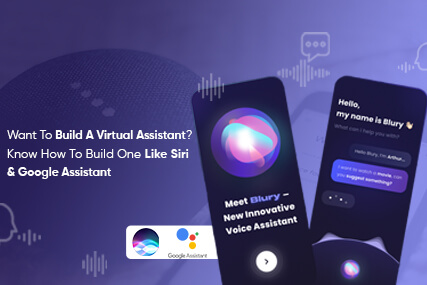 Want To Build A Virtual Assistant?
Know How To Build One Like Siri
& Google Assistant
Google Assistant
Meet Blury –
New Innovative
Voice Assistant
Hello,
my name is Blury 👋
What can I help you with?
Hello Blury, I'm Arthur...
I want to watch a movie, can
you suggest something?